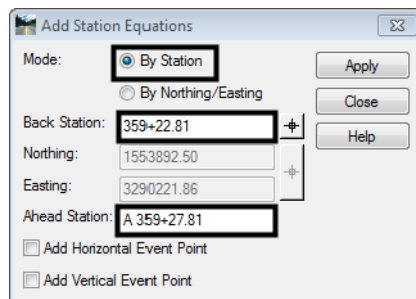 Add Station Equations
Mode: By Station Apply
By Northing/Easting
Close
Back Station: 359+22.81
Help
Northing: 1553892.50
Easting: 3290221.86
Ahead Station: A 359+27.81
Add Horizontal Event Point
Add Vertical Event Point